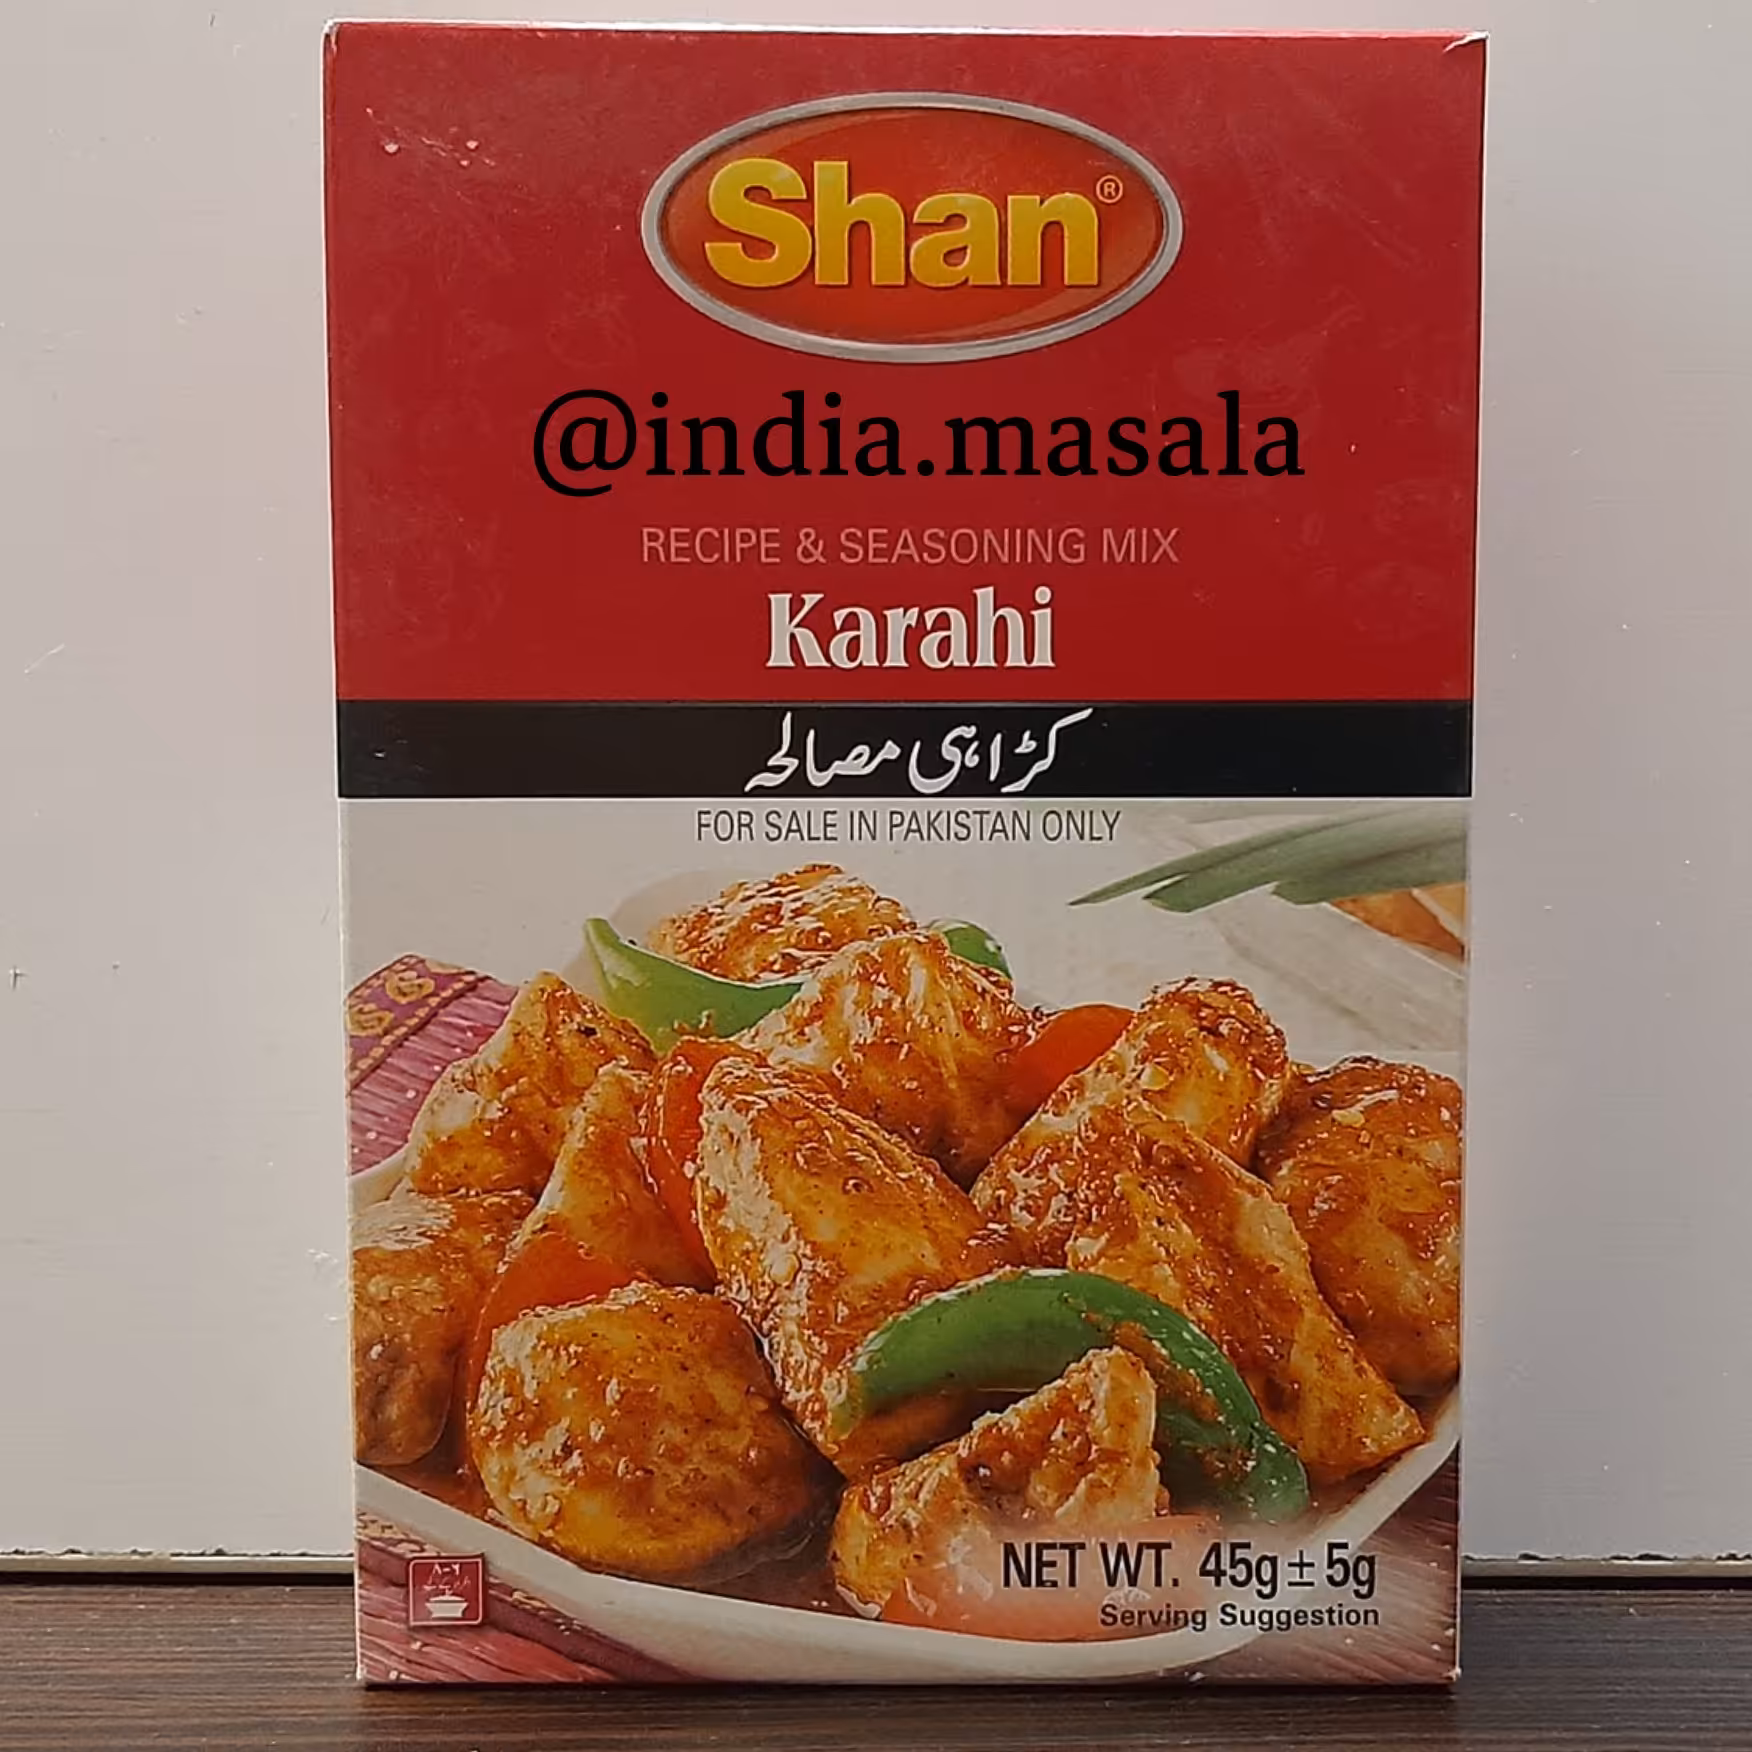 Shan®
@india.masala
RECIPE & SEASONING MIX
Karahi
کڑاہی مصالحہ
FOR SALE IN PAKISTAN ONLY
NET WT. 45g±5g
Serving Suggestion